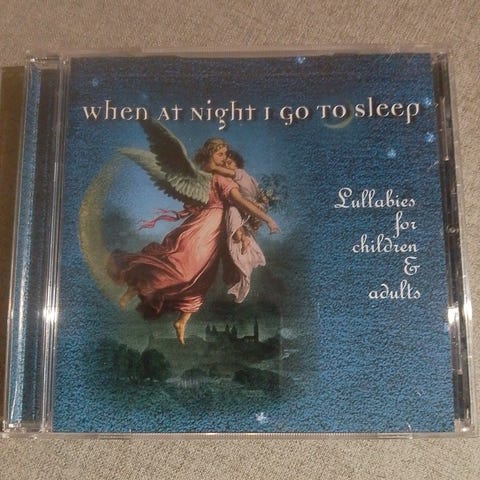 When At Night I Go To Sleep
Lullabies
for
children
&
adults